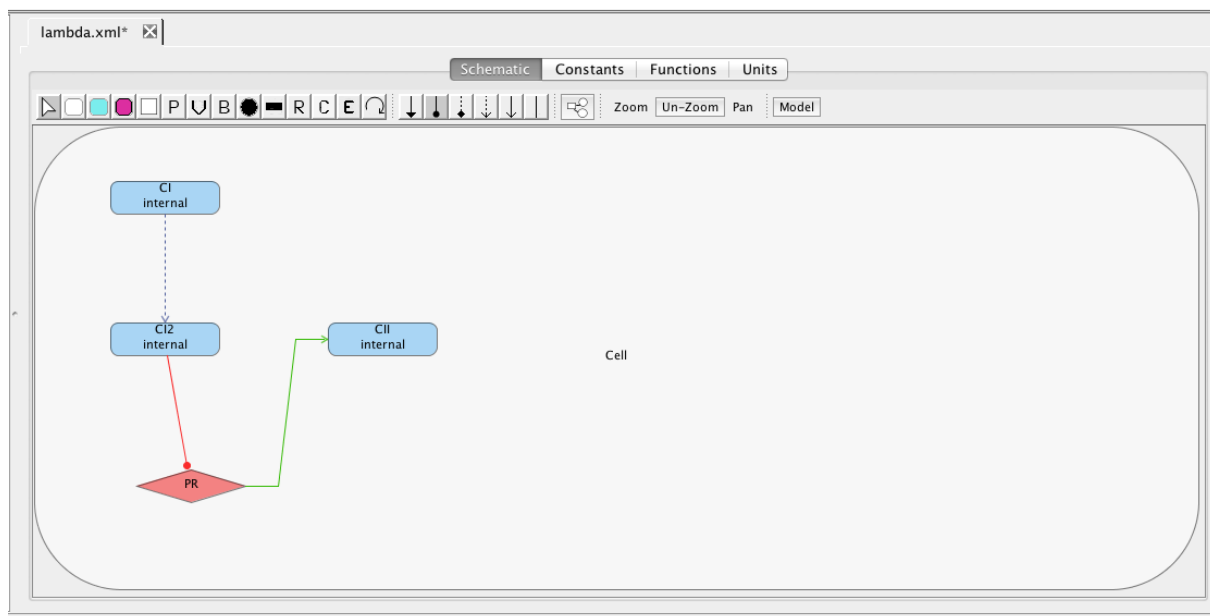 lambda.xml*
Schematic Constants Functions Units
P V B R C E Zoom Un-Zoom Pan Model
CI
internal
CI2
internal
CII
internal
Cell
PR